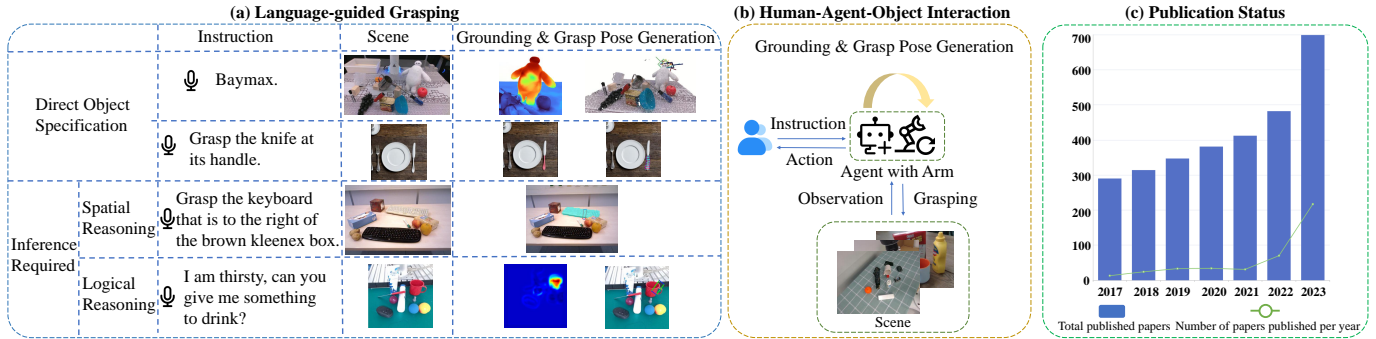 (a) Language-guided Grasping
Instruction
Scene
Grounding & Grasp Pose Generation
Direct Object
Specification
Baymax.
Grasp the knife at
its handle.
Inference
Required
Spatial
Reasoning
Grasp the keyboard
that is to the right of
the brown kleenex box.
Logical
Reasoning
I am thirsty, can you
give me something
to drink?
(b) Human-Agent-Object Interaction
Grounding & Grasp Pose Generation
Instruction
Action
Agent with Arm
Observation
Grasping
Scene
(c) Publication Status
700
600
500
400
300
200
100
0
2017 2018 2019 2020 2021 2022 2023
Total published papers
Number of papers published per year